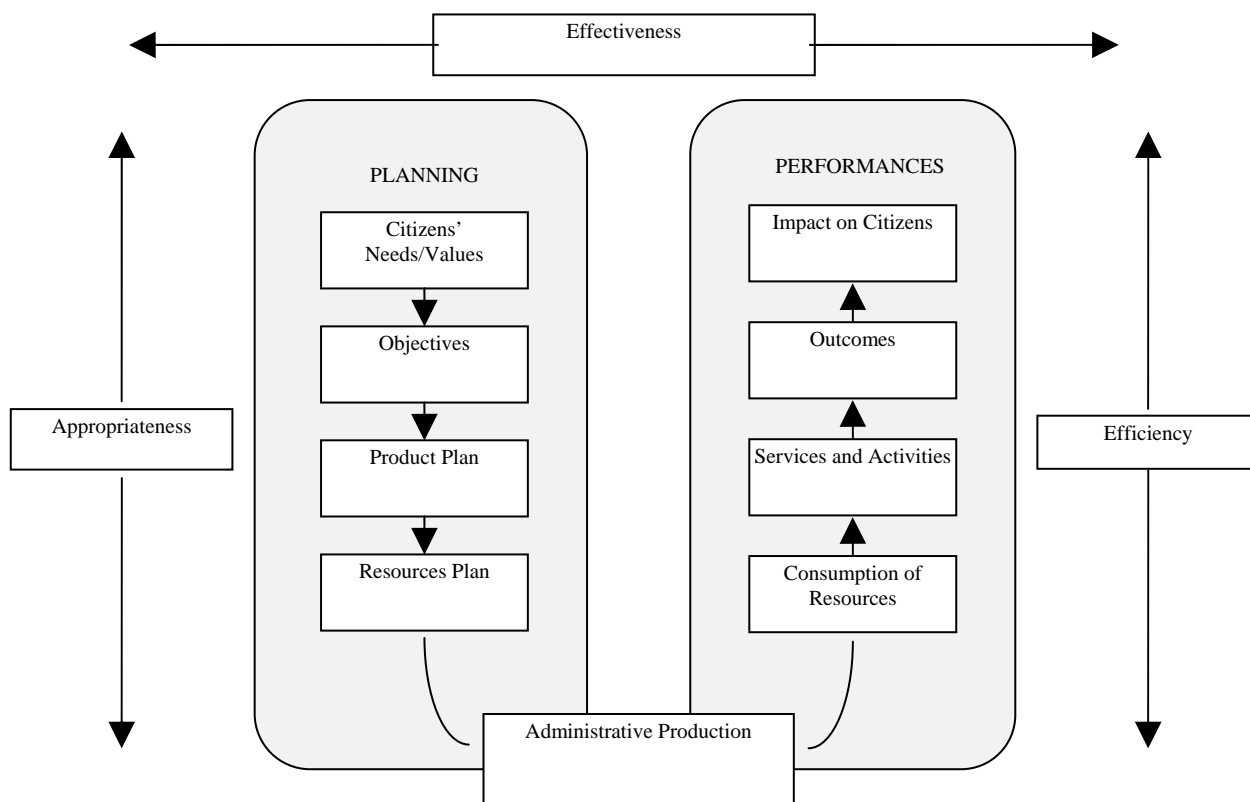 Effectiveness
PLANNING
Citizens’
Needs/Values
Objectives
Product Plan
Resources Plan
PERFORMANCES
Impact on Citizens
Outcomes
Services and Activities
Consumption of
Resources
Appropriateness
Efficiency
Administrative Production